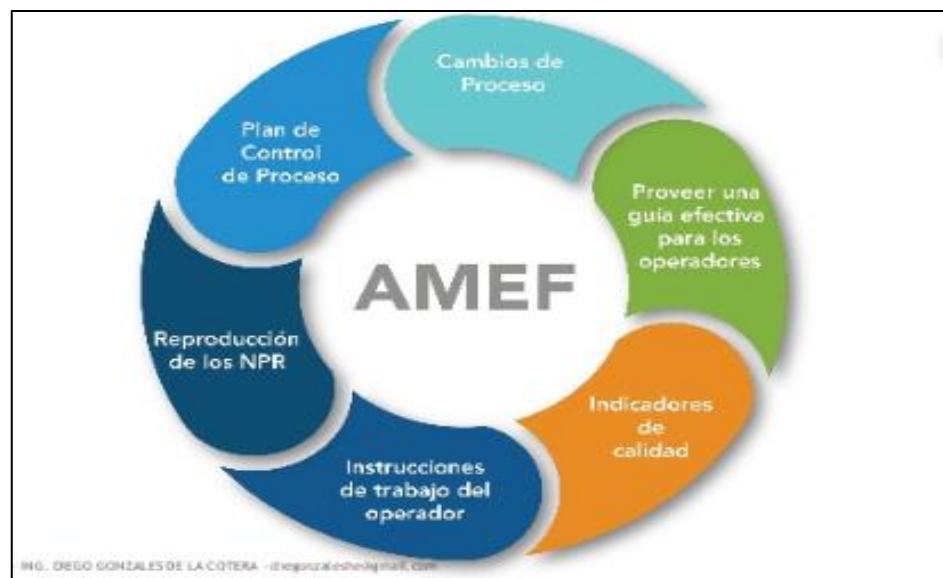 Cambios de
Proceso
Proveer una
guía efectiva
para los
operadores
Indicadores
de
calidad
Instrucciones
de trabajo del
operador
Reproducción
de los NPR
Plan de
Control
de Proceso
AMEF
ING. DIEGO GONZALES DE LA COTERA -